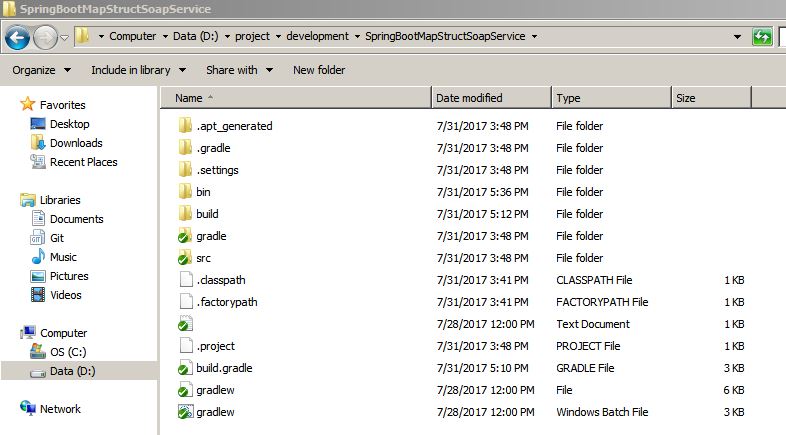 SpringBootMapStructSoapService
Computer Data (D:) project development SpringBootMapStructSoapService
Organize Include in library Share with New folder
Favorites
Desktop
Downloads
Recent Places
Libraries
Documents
Git
Music
Pictures
Videos
Computer
OS (C:)
Data (D:)
Network
Name Date modified Type Size
.apt_generated 7/31/2017 3:48 PM File folder
.gradle 7/31/2017 3:48 PM File folder
.settings 7/31/2017 3:48 PM File folder
bin 7/31/2017 5:36 PM File folder
build 7/31/2017 5:12 PM File folder
gradle 7/31/2017 3:48 PM File folder
src 7/31/2017 3:48 PM File folder
.classpath 7/31/2017 3:41 PM CLASSPATH File 1 KB
.factorypath 7/31/2017 3:41 PM FACTORYPATH File 1 KB
7/28/2017 12:00 PM Text Document 1 KB
.project 7/31/2017 3:48 PM PROJECT File 1 KB
build.gradle 7/31/2017 5:10 PM GRADLE File 3 KB
gradlew 7/28/2017 12:00 PM File 6 KB
gradlew 7/28/2017 12:00 PM Windows Batch File 3 KB